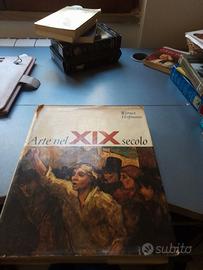 Werner
Hofmann
Arte nel XIX secolo
subito